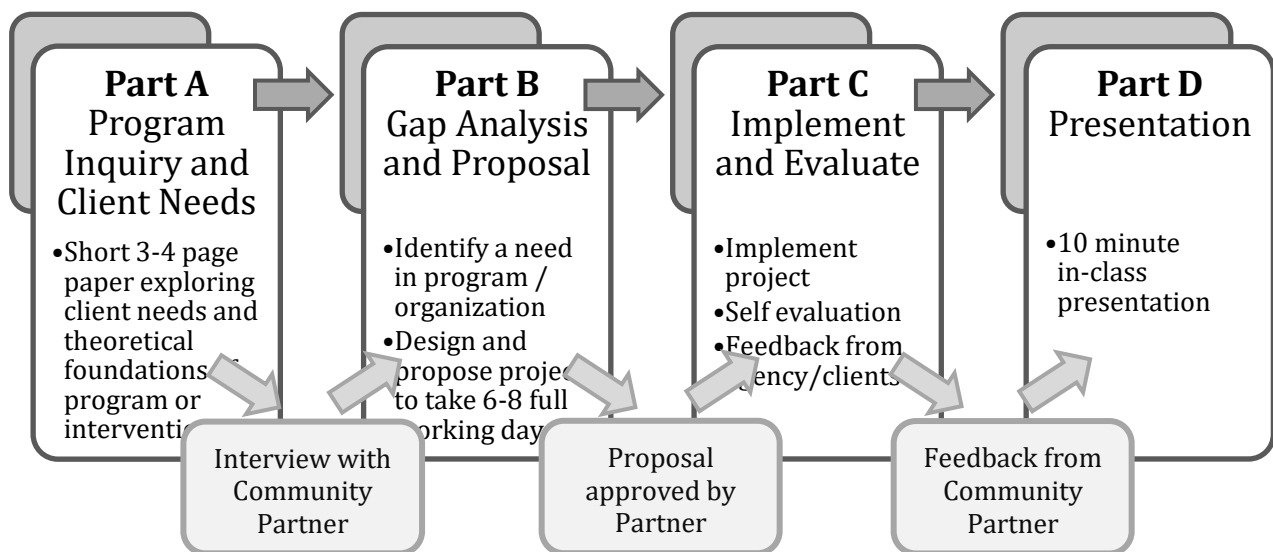 Part A
Program
Inquiry and
Client Needs
•Short 3-4 page
paper exploring
client needs and
theoretical
foundations
program or
Interview with
Community
Partner
Part B
Gap Analysis
and Proposal
•Identify a need
in program /
organization
•Design and
propose
to take 6-8 full
Proposal
approved by
Partner
Part C
Implement
and Evaluate
•Implement
project
•Self evaluation
•Feedback from
Feedback from
Community
Partner
Part D
Presentation
•10 minute
in-class
presentation